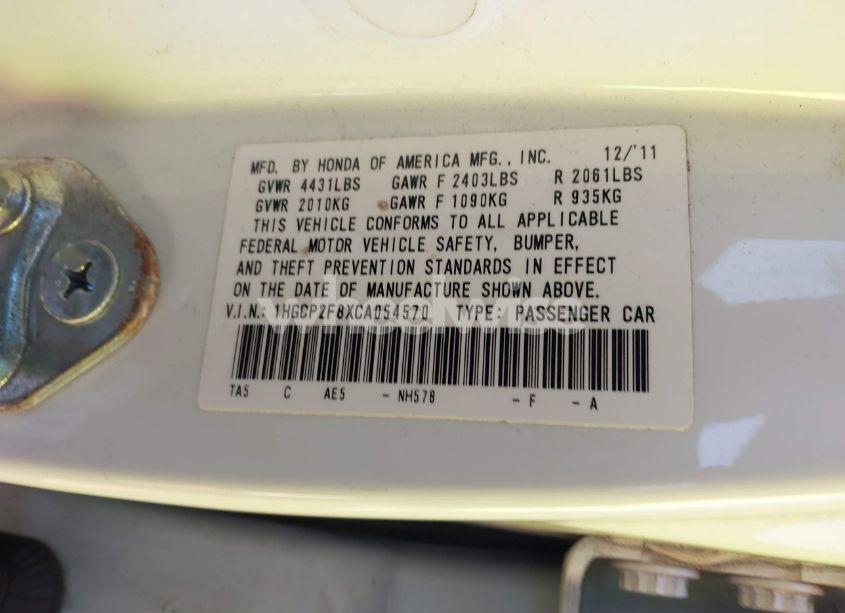 MFD. BY HONDA OF AMERICA MFG., INC. 12/'11
GVWR 4431LBS GAWR F 2403LBS R 2061LBS
GVWR 2010KG GAWR F 1090KG R 935KG
THIS VEHICLE CONFORMS TO ALL APPLICABLE
FEDERAL MOTOR VEHICLE SAFETY, BUMPER,
AND THEFT PREVENTION STANDARDS IN EFFECT
ON THE DATE OF MANUFACTURE SHOWN ABOVE.
wheelwise
V.I.N.: 1HGCP2F8XCA054570 TYPE: PASSENGER CAR
TA5 C AE5 - NH578 - F - A